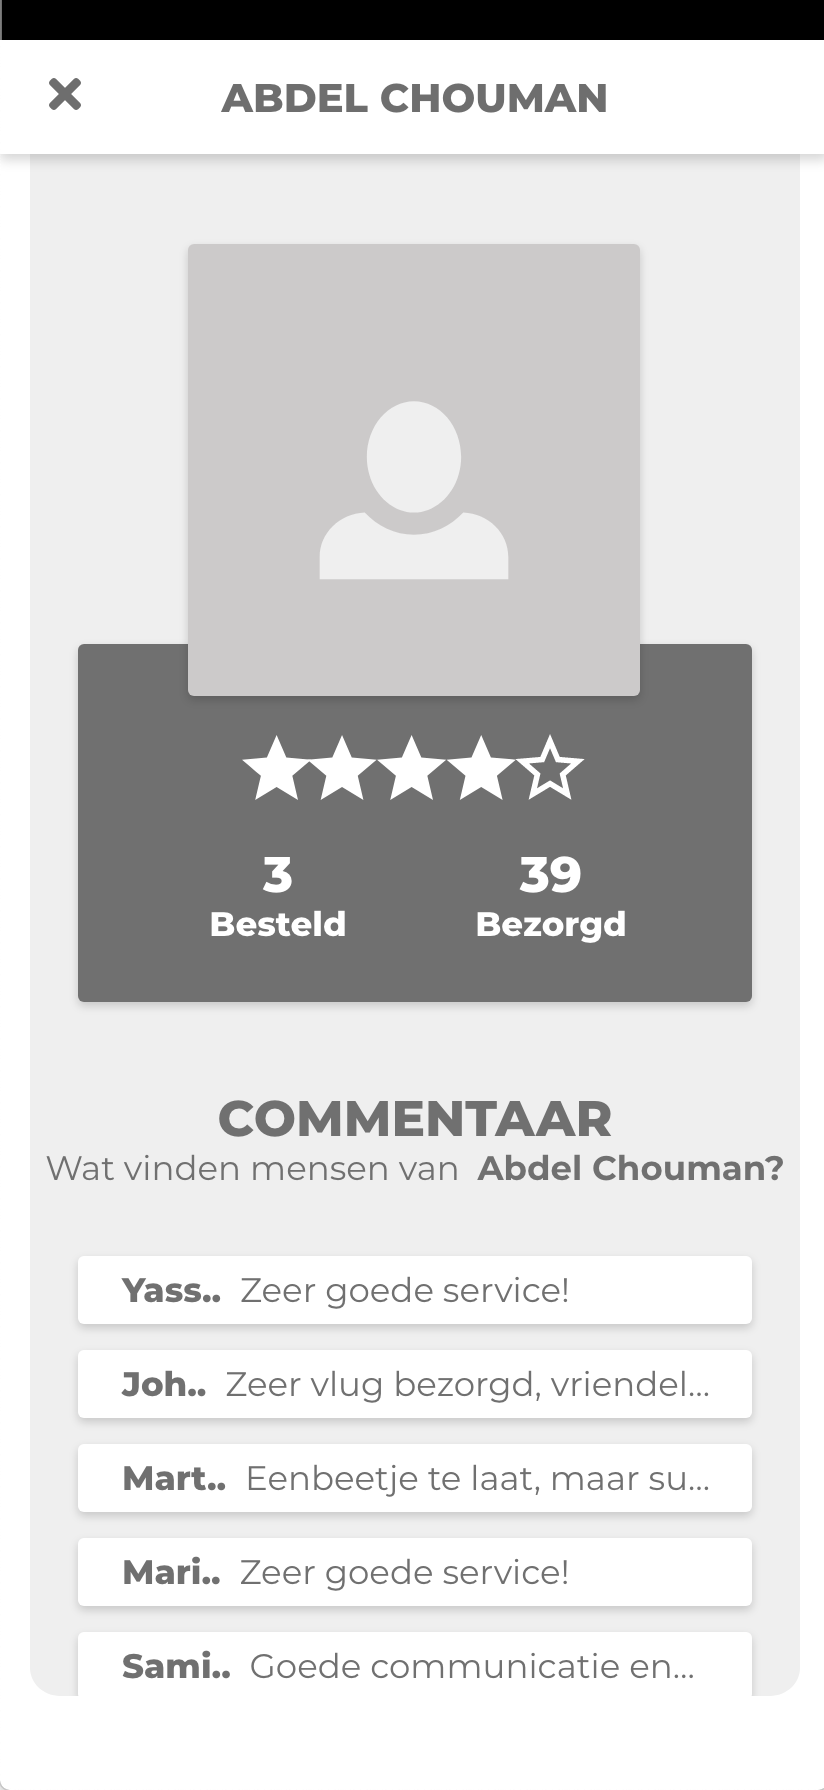 ABDEL CHOUMAN
3 39
Besteld Bezorgd
COMMENTAAR
Wat vinden mensen van Abdel Chouman?
Yass.. Zeer goede service!
Joh.. Zeer vlug bezorgd, vriendel...
Mart.. Eenbeetje te laat, maar su...
Mari.. Zeer goede service!
Sami.. Goede communicatie en...